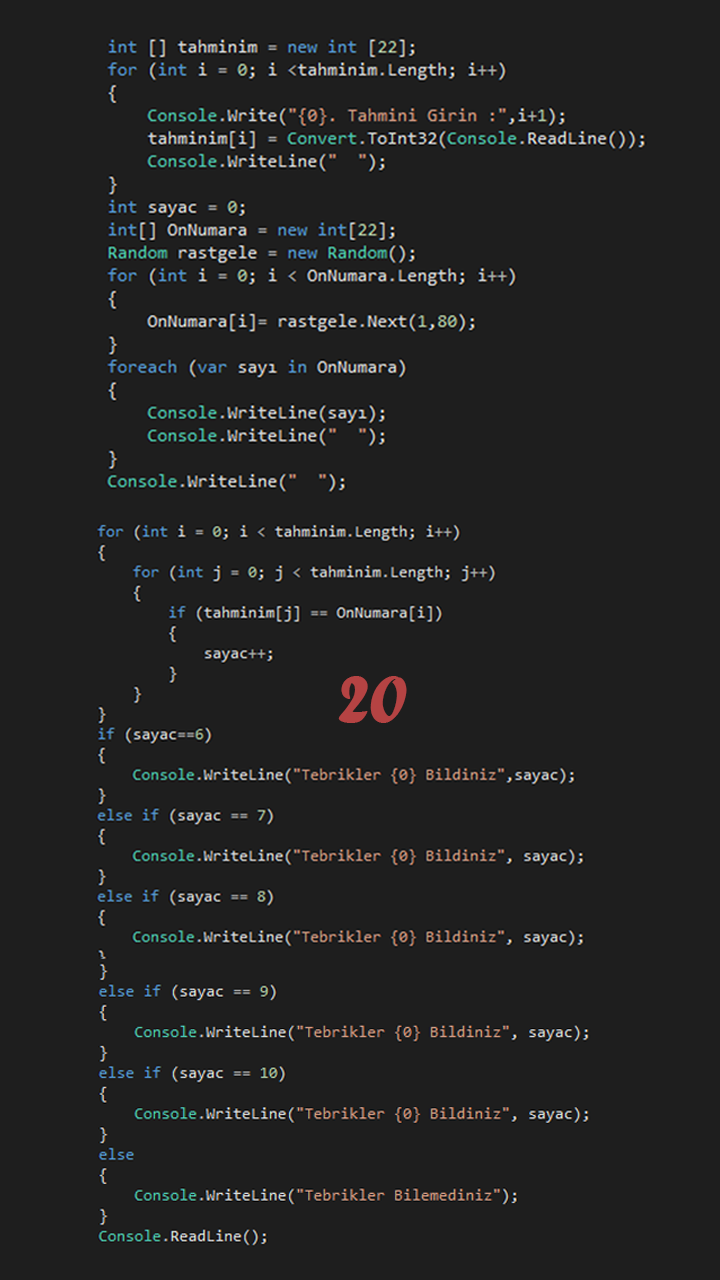 int [] tahminim = new int [22];
for (int i = 0; i <tahminim.Length; i++)
{
    Console.Write("{0}. Tahmini Girin :",i+1);
    tahminim[i] = Convert.ToInt32(Console.ReadLine());
    Console.WriteLine("  ");
}
int sayac = 0;
int[] OnNumara = new int[22];
Random rastgele = new Random();
for (int i = 0; i < OnNumara.Length; i++)
{
    OnNumara[i]= rastgele.Next(1,80);
}
foreach (var sayı in OnNumara)
{
    Console.WriteLine(sayı);
    Console.WriteLine("  ");
}
Console.WriteLine("  ");
for (int i = 0; i < tahminim.Length; i++)
{
    for (int j = 0; j < tahminim.Length; j++)
    {
        if (tahminim[j] == OnNumara[i])
        {
            sayac++;
        }
    }
}
20
if (sayac==6)
{
    Console.WriteLine("Tebrikler {0} Bildiniz",sayac);
}
else if (sayac == 7)
{
    Console.WriteLine("Tebrikler {0} Bildiniz", sayac);
}
else if (sayac == 8)
{
    Console.WriteLine("Tebrikler {0} Bildiniz", sayac);
}
else if (sayac == 9)
{
    Console.WriteLine("Tebrikler {0} Bildiniz", sayac);
}
else if (sayac == 10)
{
    Console.WriteLine("Tebrikler {0} Bildiniz", sayac);
}
else
{
    Console.WriteLine("Tebrikler Bilemediniz");
}
Console.ReadLine();